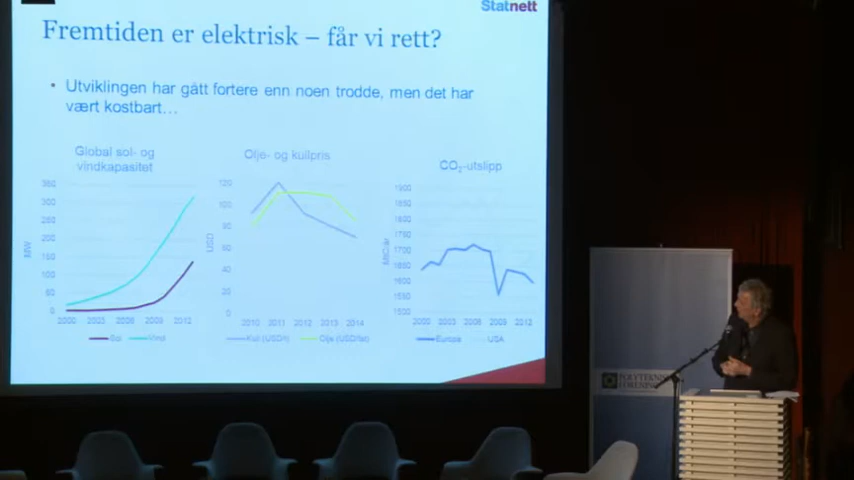 Statnett
Fremtiden er elektrisk – får vi rett?
• Utviklingen har gått fortere enn noen trodde, men det har
vært kostbart…
Global sol- og
vindkapasitet
350
300
250
200
150
100
50
0
MW
2000 2003 2006 2009 2012
Sol Vind
Olje- og kullpris
120
100
80
60
40
20
0
USD
2010 2011 2012 2013 2014
Kull (USD/t) Olje (USD/fat)
CO₂-utslipp
1900
1850
1800
1750
1700
1650
1600
1550
1500
2000 2003 2006 2009 2012
Europa USA
POLYTEKNISKE
FORENING